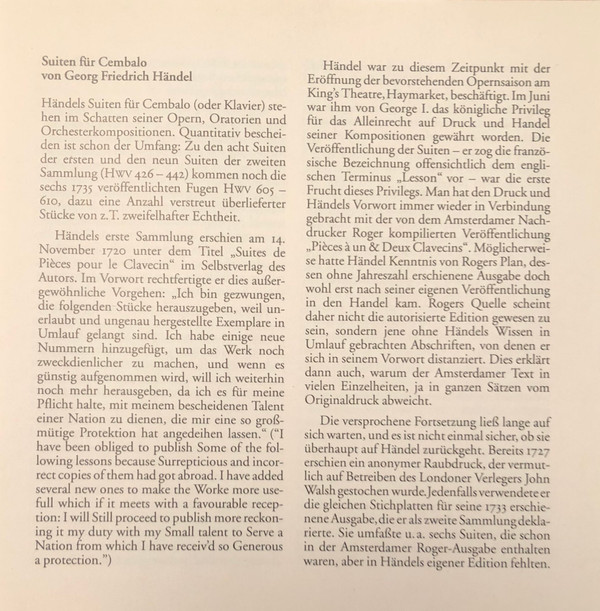 Suiten für Cembalo
von Georg Friedrich Händel
Händels Suiten für Cembalo (oder Klavier) ste-
hen im Schatten seiner Opern, Oratorien und
Orchesterkompositionen. Quantitativ beschei-
den ist schon der Umfang: Zu den acht Suiten
der ersten und den neun Suiten der zweiten
Sammlung (HWV 426 – 442) kommen noch die
sechs 1735 veröffentlichten Fugen HWV 605 –
610, dazu eine Anzahl verstreut überlieferter
Stücke von z.T. zweifelhafter Echtheit.
Händels erste Sammlung erschien am 14.
November 1720 unter dem Titel „Suites de
Pièces pour le Clavecin“ im Selbstverlag des
Autors. Im Vorwort rechtfertigte er dies außer-
gewöhnliche Vorgehen: „Ich bin gezwungen,
die folgenden Stücke herauszugeben, weil un-
erlaubt und ungenau hergestellte Exemplare in
Umlauf gelangt sind. Ich habe einige neue
Nummern hinzugefügt, um das Werk noch
zweckdienlicher zu machen, und wenn es
günstig aufgenommen wird, will ich weiterhin
noch mehr herausgeben, da ich es für meine
Pflicht halte, mit meinem bescheidenen Talent
einer Nation zu dienen, die mir eine so groß-
mütige Protektion hat angedeihen lassen.“ (“I
have been obliged to publish Some of the fol-
lowing lessons because Surrepticious and incor-
rect copies of them had got abroad. I have added
several new ones to make the Worke more use-
full which if it meets with a favourable recep-
tion: I will Still proceed to publish more reckon-
ing it my duty with my Small talent to Serve a
Nation from which I have receiv’d so Generous
a protection.”)
Händel war zu diesem Zeitpunkt mit der
Eröffnung der bevorstehenden Opernsaison am
King’s Theatre, Haymarket, beschäftigt. Im Juni
war ihm von George I. das königliche Privileg
für das Alleinrecht auf Druck und Handel
seiner Kompositionen gewährt worden. Die
Veröffentlichung der Suiten – er zog die franzö-
sische Bezeichnung offensichtlich dem engli-
schen Terminus „Lesson“ vor – war die erste
Frucht dieses Privilegs. Man hat den Druck und
Händels Vorwort immer wieder in Verbindung
gebracht mit der von dem Amsterdamer Nach-
drucker Roger kompilierten Veröffentlichung
„Pièces à un & Deux Clavecins“. Möglicherwei-
se hatte Händel Kenntnis von Rogers Plan, des-
sen ohne Jahreszahl erschienene Ausgabe doch
wohl erst nach seiner eigenen Veröffentlichung
in den Handel kam. Rogers Quelle scheint
daher nicht die autorisierte Edition gewesen zu
sein, sondern jene ohne Händels Wissen in
Umlauf gebrachten Abschriften, von denen er
sich in seinem Vorwort distanziert. Dies erklärt
dann auch, warum der Amsterdamer Text in
vielen Einzelheiten, ja in ganzen Sätzen vom
Originaldruck abweicht.
Die versprochene Fortsetzung ließ lange auf
sich warten, und es ist nicht einmal sicher, ob sie
überhaupt auf Händel zurückgeht. Bereits 1727
erschien ein anonymer Raubdruck, der vermut-
lich auf Betreiben des Londoner Verlegers John
Walsh gestochen wurde. Jedenfalls verwendete er
die gleichen Stichplatten für seine 1733 erschie-
nene Ausgabe, die er als zweite Sammlung dekla-
rierte. Sie umfaßte u. a. sechs Suiten, die schon
in der Amsterdamer Roger-Ausgabe enthalten
waren, aber in Händels eigener Edition fehlten.